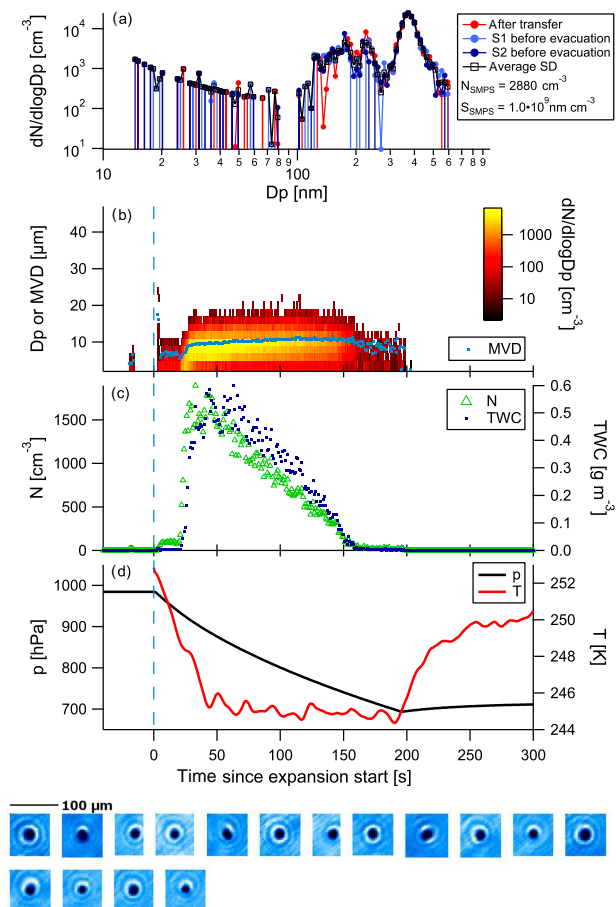 (a)
dN/dlogDp [cm⁻³]
10⁴
10³
10²
10¹
After transfer
S1 before evacuation
S2 before evacuation
Average SD
N_SMPS = 2880 cm⁻³
S_SMPS = 1.0•10⁹ nm cm⁻³
10 2 3 4 5 6 7 8 9 100 2 3 4 5 6 7 8 9
Dp [nm]
(b)
Dp or MVD [µm]
40
30
20
10
1000
100
10
dN/dlogDp [cm⁻³]
MVD
(c)
N [cm⁻³]
1500
1000
500
0
N
TWC
0.6
0.5
0.4
0.3
0.2
0.1
0.0
TWC [g m⁻³]
(d)
p [hPa]
1000
900
800
700
p
T
252
250
248
246
244
T [K]
0 50 100 150 200 250 300
Time since expansion start [s]
100 µm